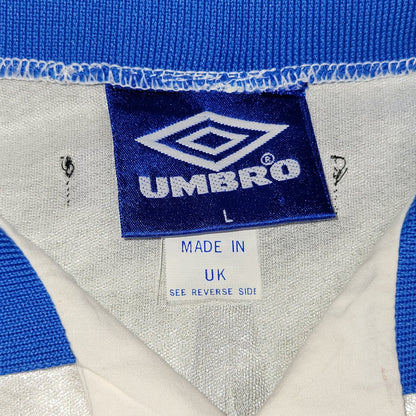 UMBRO®
L
MADE IN
UK
SEE REVERSE SIDE